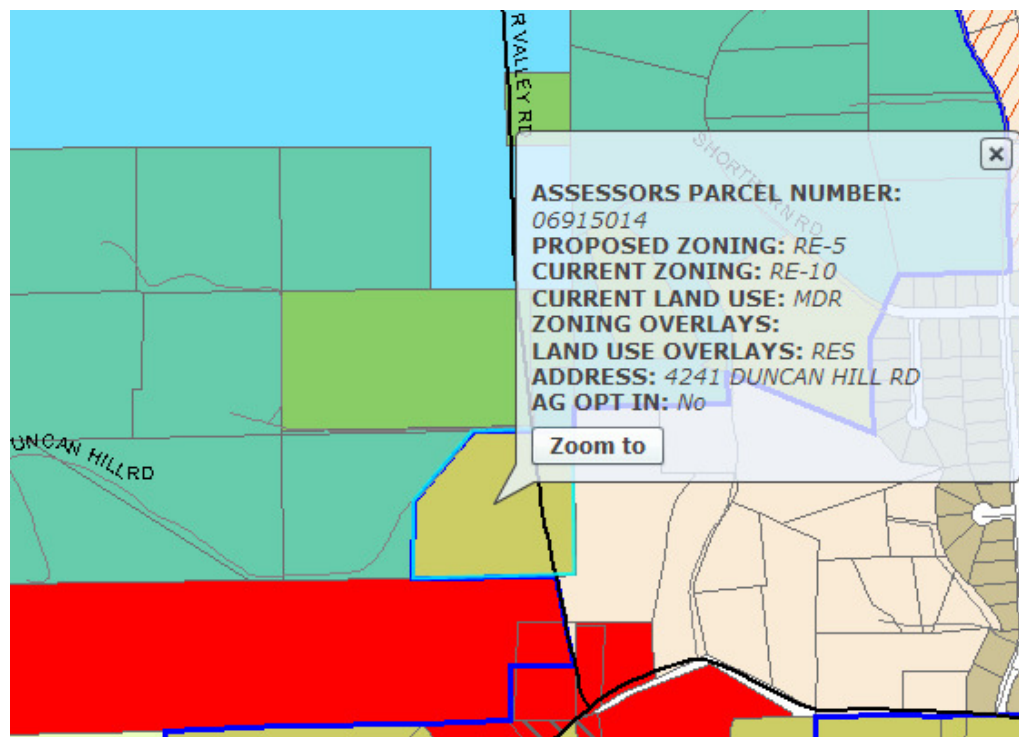 R VALLEY RD
SHORTHORN RD
×
ASSESSORS PARCEL NUMBER:
06915014
PROPOSED ZONING: RE-5
CURRENT ZONING: RE-10
CURRENT LAND USE: MDR
ZONING OVERLAYS:
LAND USE OVERLAYS: RES
ADDRESS: 4241 DUNCAN HILL RD
AG OPT IN: No
Zoom to
UNCAN HILL RD